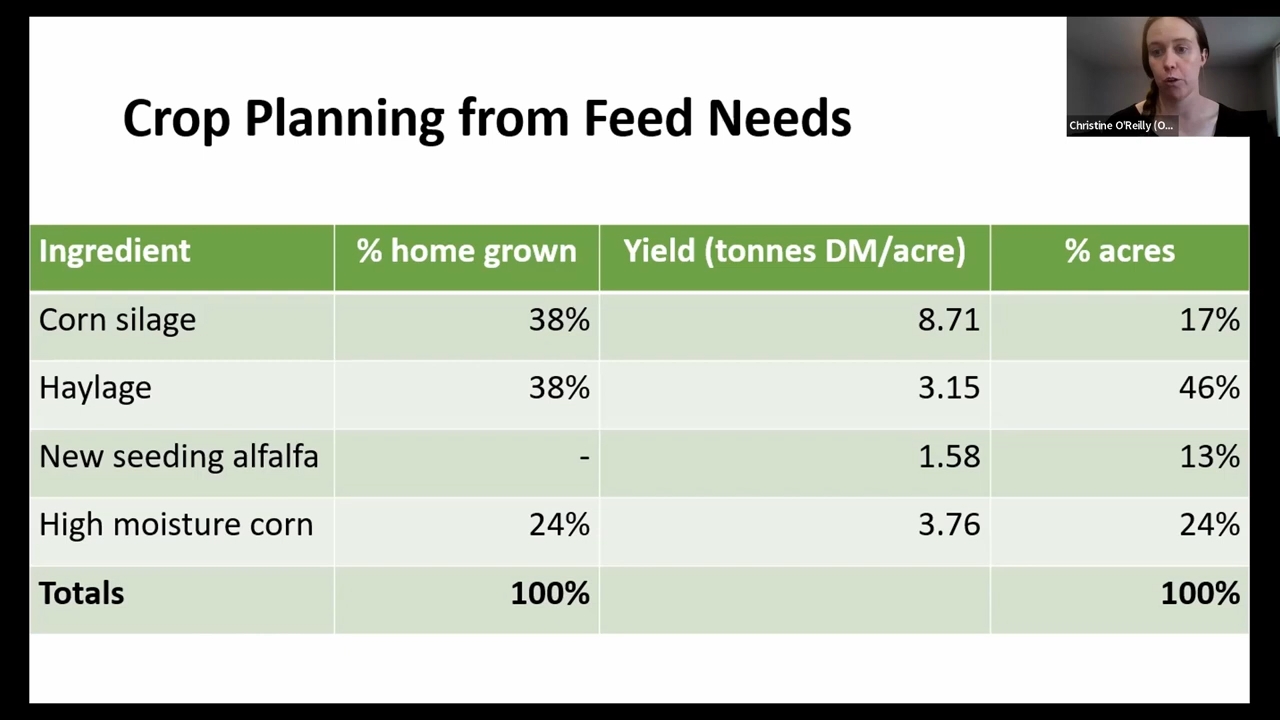 Crop Planning from Feed Needs
Christine O'Reilly (O...
Ingredient % home grown Yield (tonnes DM/acre) % acres
Corn silage 38% 8.71 17%
Haylage 38% 3.15 46%
New seeding alfalfa - 1.58 13%
High moisture corn 24% 3.76 24%
Totals 100% 100%